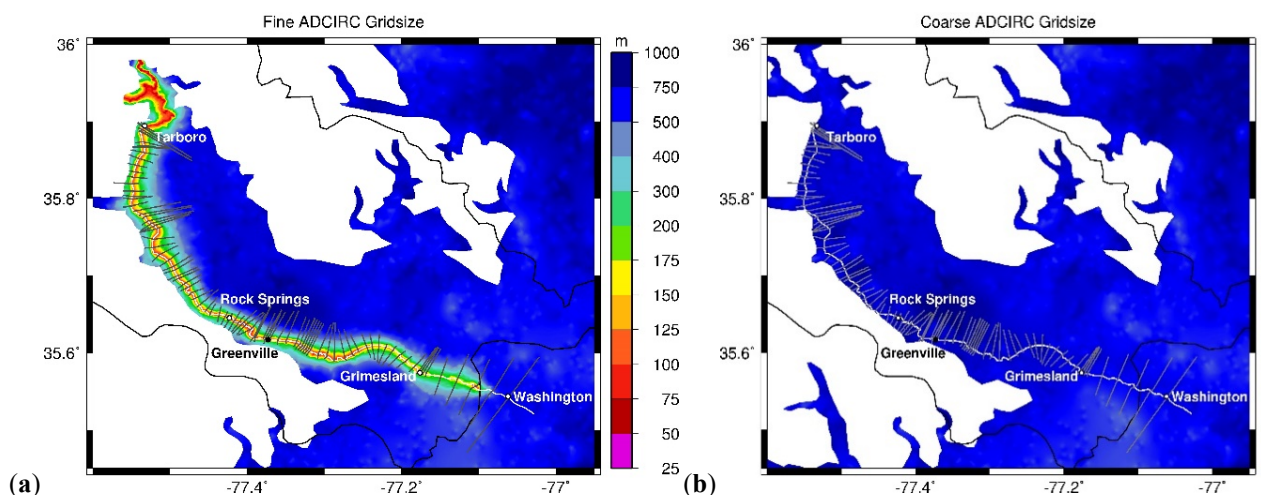 Fine ADCIRC Gridsize
36˚
35.8˚
35.6˚
-77.4˚
-77.2˚
-77˚
Tarboro
Rock Springs
Greenville
Grimesland
Washington
m
1000
750
500
400
300
200
150
125
100
75
50
25
(a)
Coarse ADCIRC Gridsize
36˚
35.8˚
35.6˚
-77.4˚
-77.2˚
-77˚
Tarboro
Rock Springs
Greenville
Grimesland
Washington
(b)